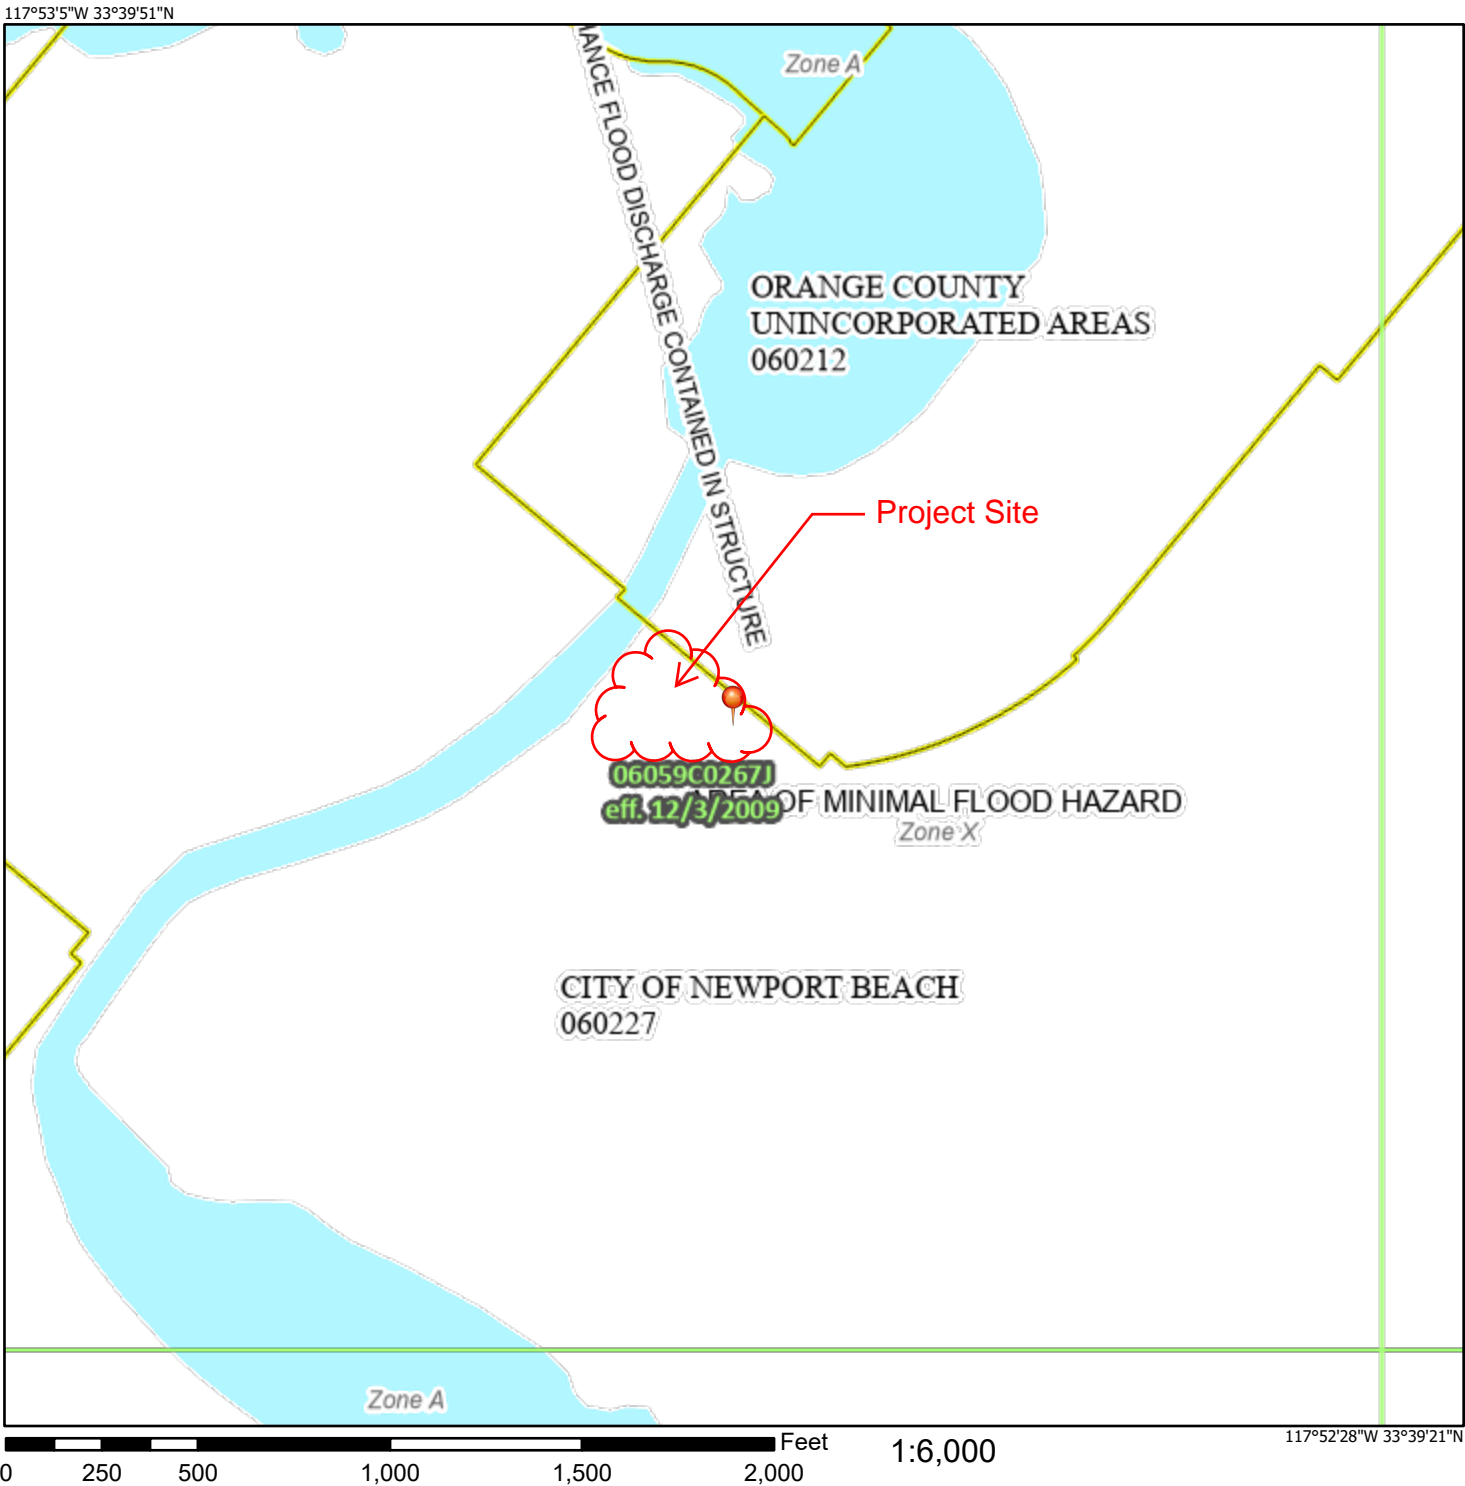 117°53'5"W 33°39'51"N
Zone A
HANCE FLOOD DISCHARGE CONTAINED IN STRUCTURE
ORANGE COUNTY
UNINCORPORATED AREAS
060212
Project Site
06059C0267J
eff. 12/3/2009
AREA OF MINIMAL FLOOD HAZARD
Zone X
CITY OF NEWPORT BEACH
060227
Zone A
117°52'28"W 33°39'21"N
Feet
1:6,000
0 250 500 1,000 1,500 2,000